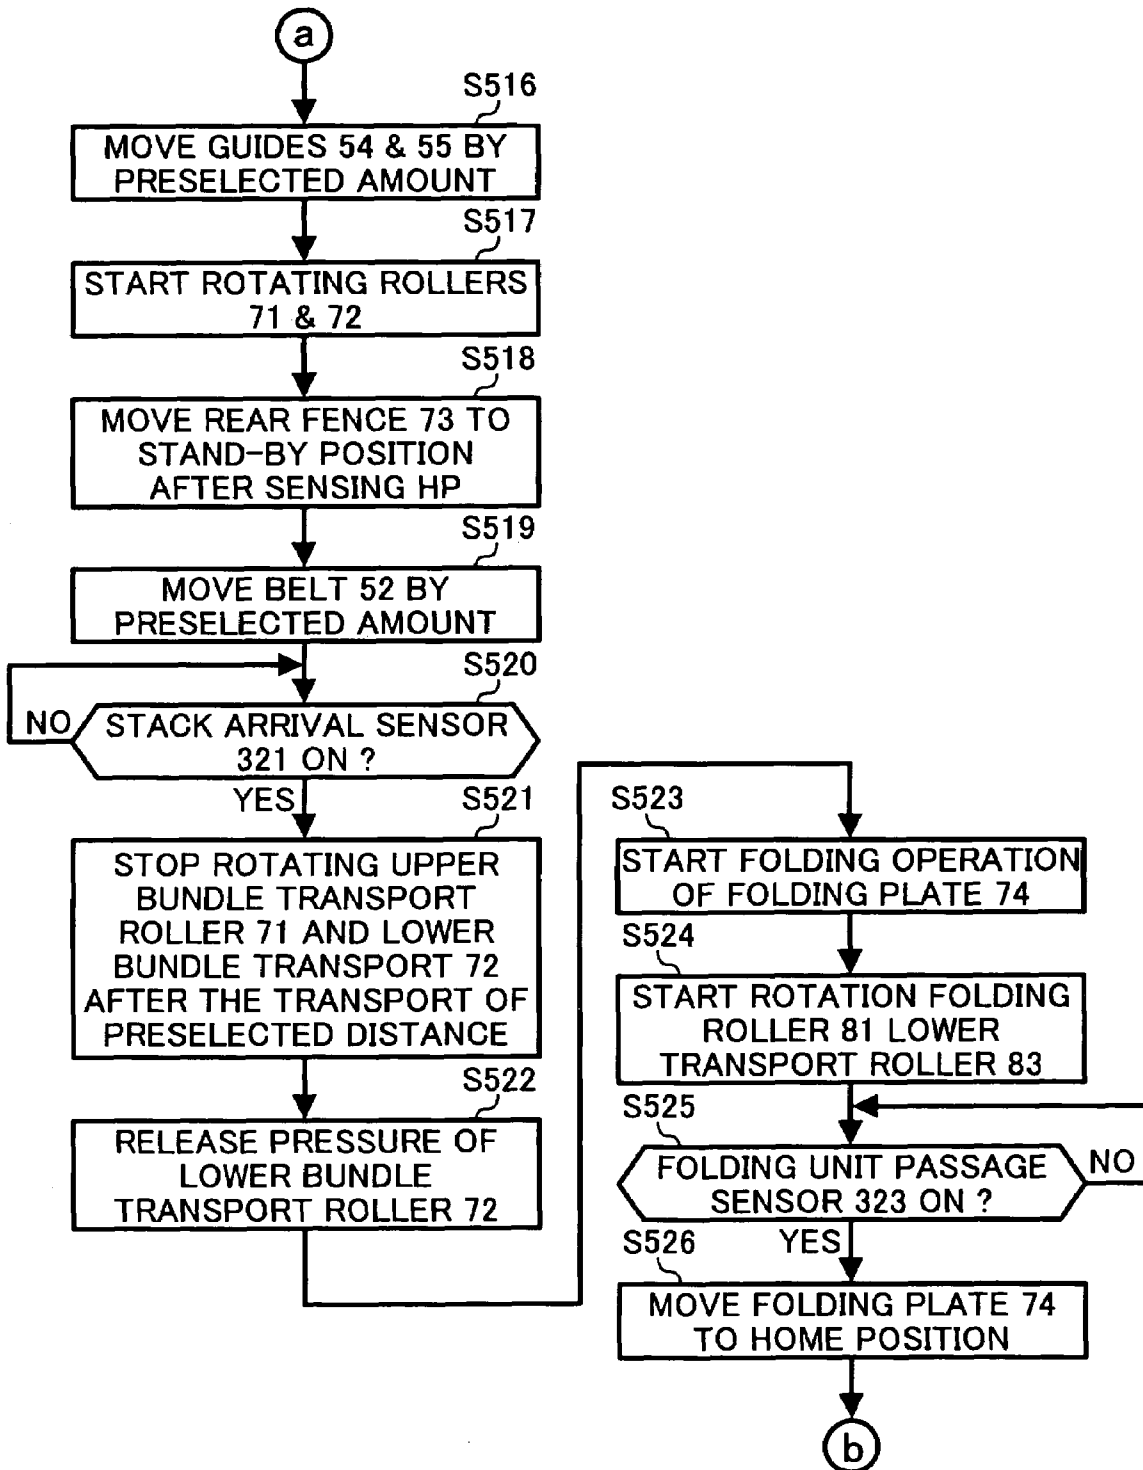 a
S516
MOVE GUIDES 54 & 55 BY
PRESELECTED AMOUNT
S517
START ROTATING ROLLERS
71 & 72
S518
MOVE REAR FENCE 73 TO
STAND-BY POSITION
AFTER SENSING HP
S519
MOVE BELT 52 BY
PRESELECTED AMOUNT
S520
NO
STACK ARRIVAL SENSOR
321 ON ?
YES
S521
STOP ROTATING UPPER
BUNDLE TRANSPORT
ROLLER 71 AND LOWER
BUNDLE TRANSPORT 72
AFTER THE TRANSPORT OF
PRESELECTED DISTANCE
S522
RELEASE PRESSURE OF
LOWER BUNDLE
TRANSPORT ROLLER 72
S523
START FOLDING OPERATION
OF FOLDING PLATE 74
S524
START ROTATION FOLDING
ROLLER 81 LOWER
TRANSPORT ROLLER 83
S525
FOLDING UNIT PASSAGE
SENSOR 323 ON ?
NO
YES
S526
MOVE FOLDING PLATE 74
TO HOME POSITION
b